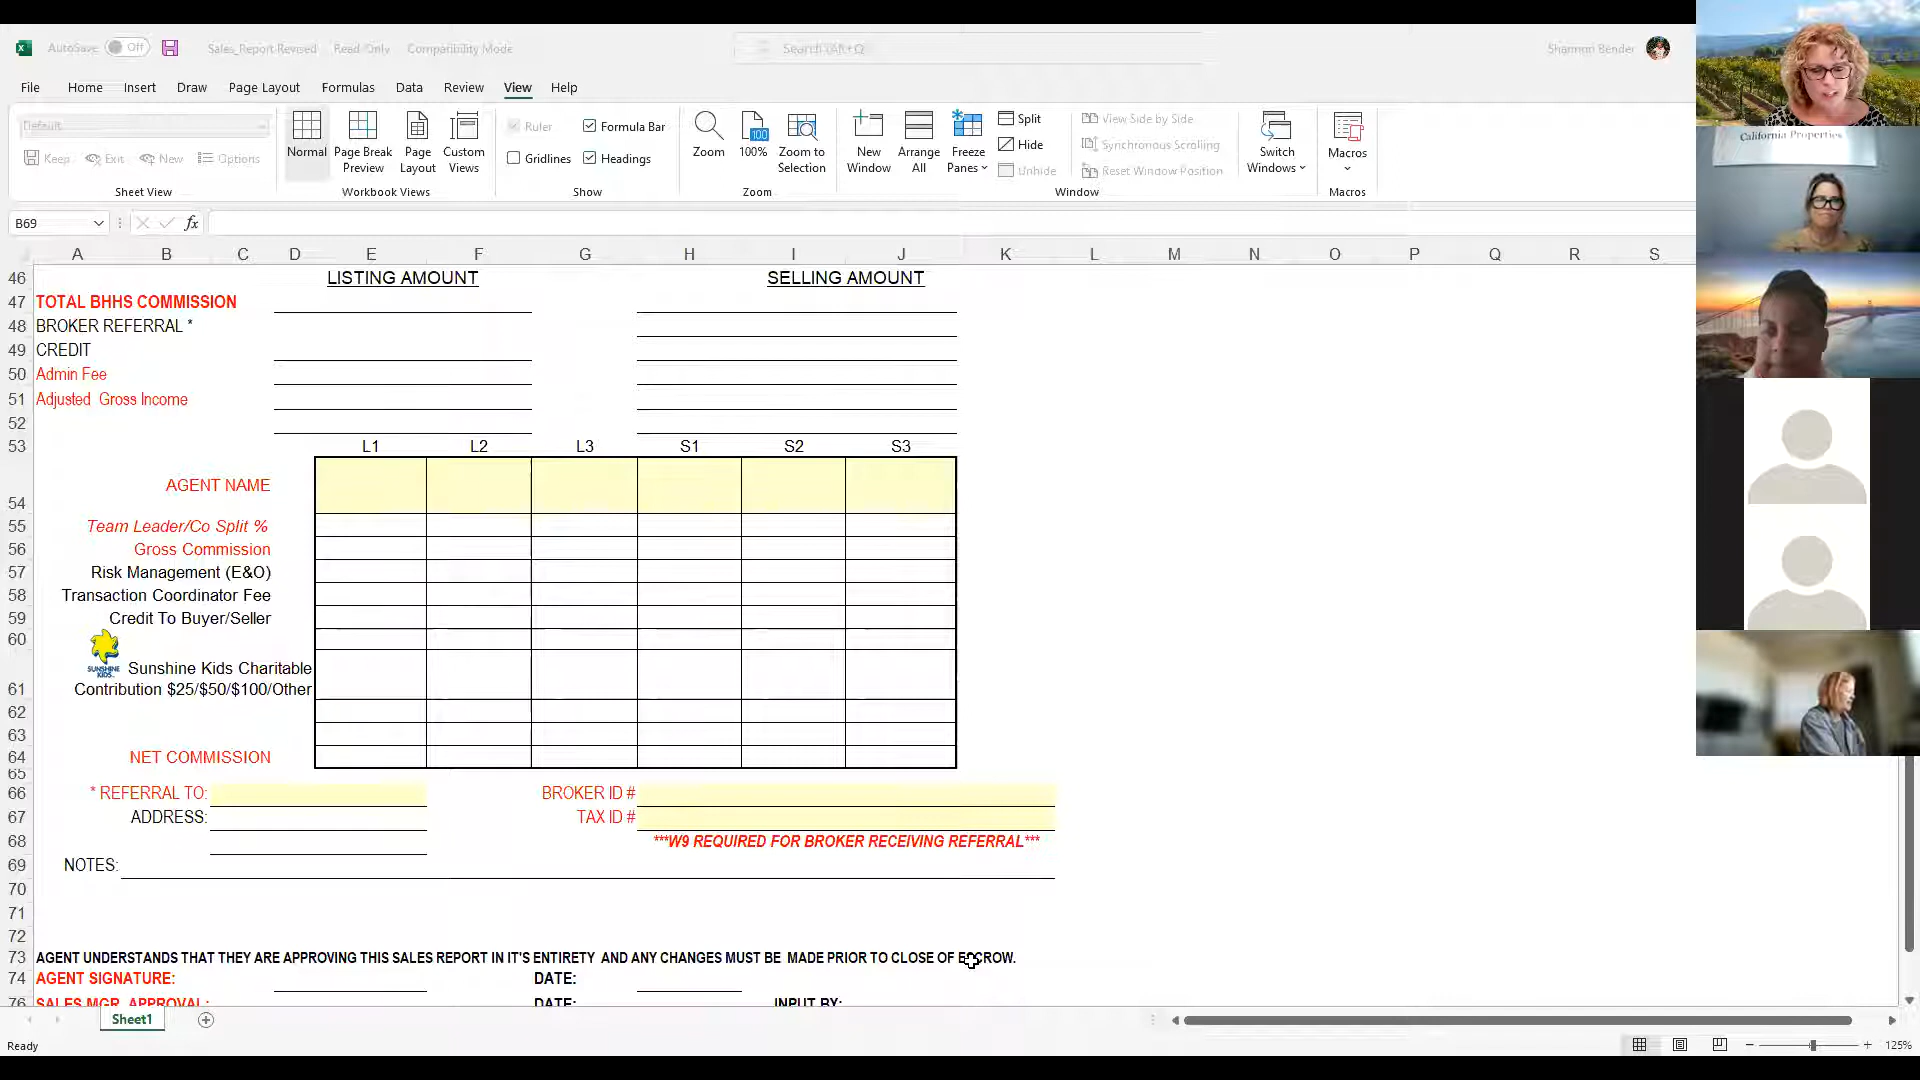 AutoSave Off Sales_Report-Revised Read-Only Compatibility Mode Search (Alt+Q) Shannon Bender
File Home Insert Draw Page Layout Formulas Data Review View Help
Default
Keep Exit New Options
Sheet View
Normal Page Break Preview Page Layout Custom Views
Workbook Views
Ruler Formula Bar
Gridlines Headings
Show
Zoom 100% Zoom to Selection
Zoom
New Window Arrange All Freeze Panes
Split
Hide
Unhide
View Side by Side
Synchronous Scrolling
Reset Window Position
Window
Switch Windows
Macros
Macros
California Properties
B69 fx
A B C D E F G H I J K L M N O P Q R S
46 LISTING AMOUNT SELLING AMOUNT
47 TOTAL BHHS COMMISSION
48 BROKER REFERRAL *
49 CREDIT
50 Admin Fee
51 Adjusted Gross Income
52
53 L1 L2 L3 S1 S2 S3
54 AGENT NAME
55 Team Leader/Co Split %
56 Gross Commission
57 Risk Management (E&O)
58 Transaction Coordinator Fee
59 Credit To Buyer/Seller
60
SUNSHINE KIDS Sunshine Kids Charitable
61 Contribution $25/$50/$100/Other
62
63
64 NET COMMISSION
65
66 * REFERRAL TO: BROKER ID #
67 ADDRESS: TAX ID #
68 ***W9 REQUIRED FOR BROKER RECEIVING REFERRAL***
69 NOTES:
70
71
72
73 AGENT UNDERSTANDS THAT THEY ARE APPROVING THIS SALES REPORT IN IT'S ENTIRETY AND ANY CHANGES MUST BE MADE PRIOR TO CLOSE OF ESCROW.
74 AGENT SIGNATURE: DATE:
76 SALES MGR. APPROVAL: DATE: INPUT BY:
Sheet1
Ready 125%